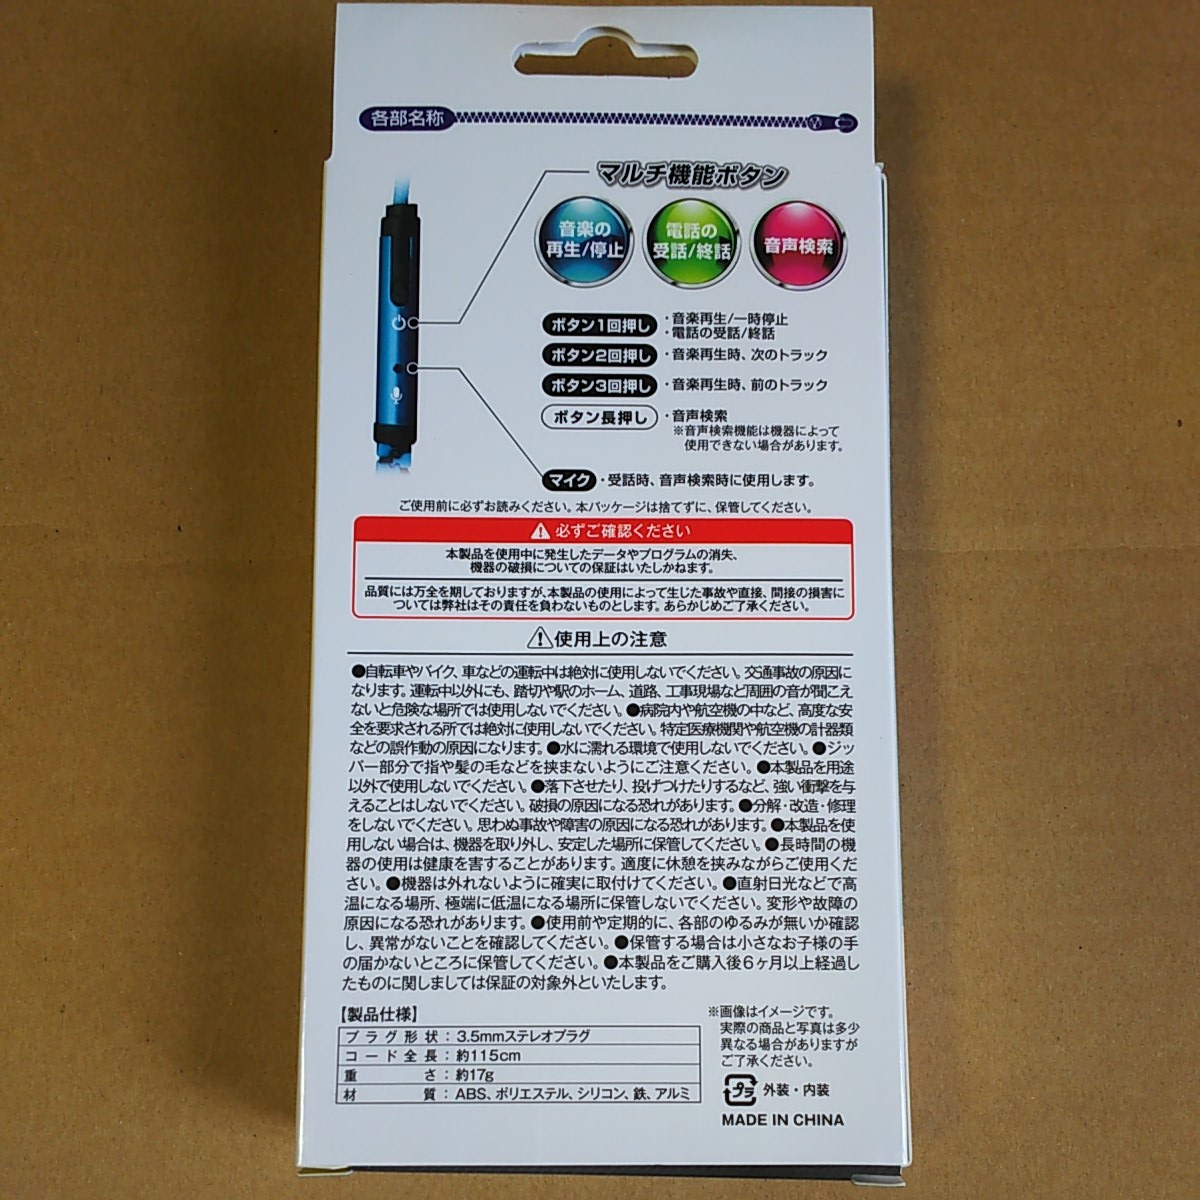 各部名称
マルチ機能ボタン
音楽の
再生/停止
電話の
受話/終話
音声検索
ボタン1回押し ・音楽再生/一時停止
・電話の受話/終話
ボタン2回押し ・音楽再生時、次のトラック
ボタン3回押し ・音楽再生時、前のトラック
ボタン長押し ・音声検索
※音声検索機能は機器によって
使用できない場合があります。
マイク ・受話時、音声検索時に使用します。
ご使用前に必ずお読みください。本パッケージは捨てずに、保管してください。
必ずご確認ください
本製品を使用中に発生したデータやプログラムの消失、
機器の破損についての保証はいたしかねます。
品質には万全を期しておりますが、本製品の使用によって生じた事故や直接、間接の損害に
ついては弊社はその責任を負わないものとします。あらかじめご了承ください。
使用上の注意
●自転車やバイク、車などの運転中は絶対に使用しないでください。交通事故の原因に
なります。運転中以外にも、踏切や駅のホーム、道路、工事現場など周囲の音が聞こえ
ないと危険な場所では使用しないでください。●病院内や航空機の中など、高度な安
全を要求される所では絶対に使用しないでください。特定医療機関や航空機の計器類
などの誤作動の原因になります。●水に濡れる環境で使用しないでください。●ジッ
パー部分で指や髪の毛などを挟まないようにご注意ください。●本製品を用途
以外で使用しないでください。●落下させたり、投げつけたりするなど、強い衝撃を与
えることはしないでください。破損の原因になる恐れがあります。●分解・改造・修理
をしないでください。思わぬ事故や障害の原因になる恐れがあります。●本製品を使
用しない場合は、機器を取り外し、安定した場所に保管してください。●長時間の機
器の使用は健康を害することがあります。適度に休憩を挟みながらご使用くだ
さい。●機器は外れないように確実に取付けてください。●直射日光などで高
温になる場所、極端に低温になる場所に保管しないでください。変形や故障の
原因になる恐れがあります。●使用前や定期的に、各部のゆるみが無いか確認
し、異常がないことを確認してください。●保管する場合は小さなお子様の手
の届かないところに保管してください。●本製品をご購入後6ヶ月以上経過し
たものに関しましては保証の対象外といたします。
【製品仕様】
プラグ形状：3.5mmステレオプラグ
コード全長：約115cm
重さ：約17g
材質：ABS、ポリエステル、シリコン、鉄、アルミ
※画像はイメージです。
実際の商品と写真は多少
異なる場合がありますが
ご了承ください。
プラ 外装・内装
MADE IN CHINA